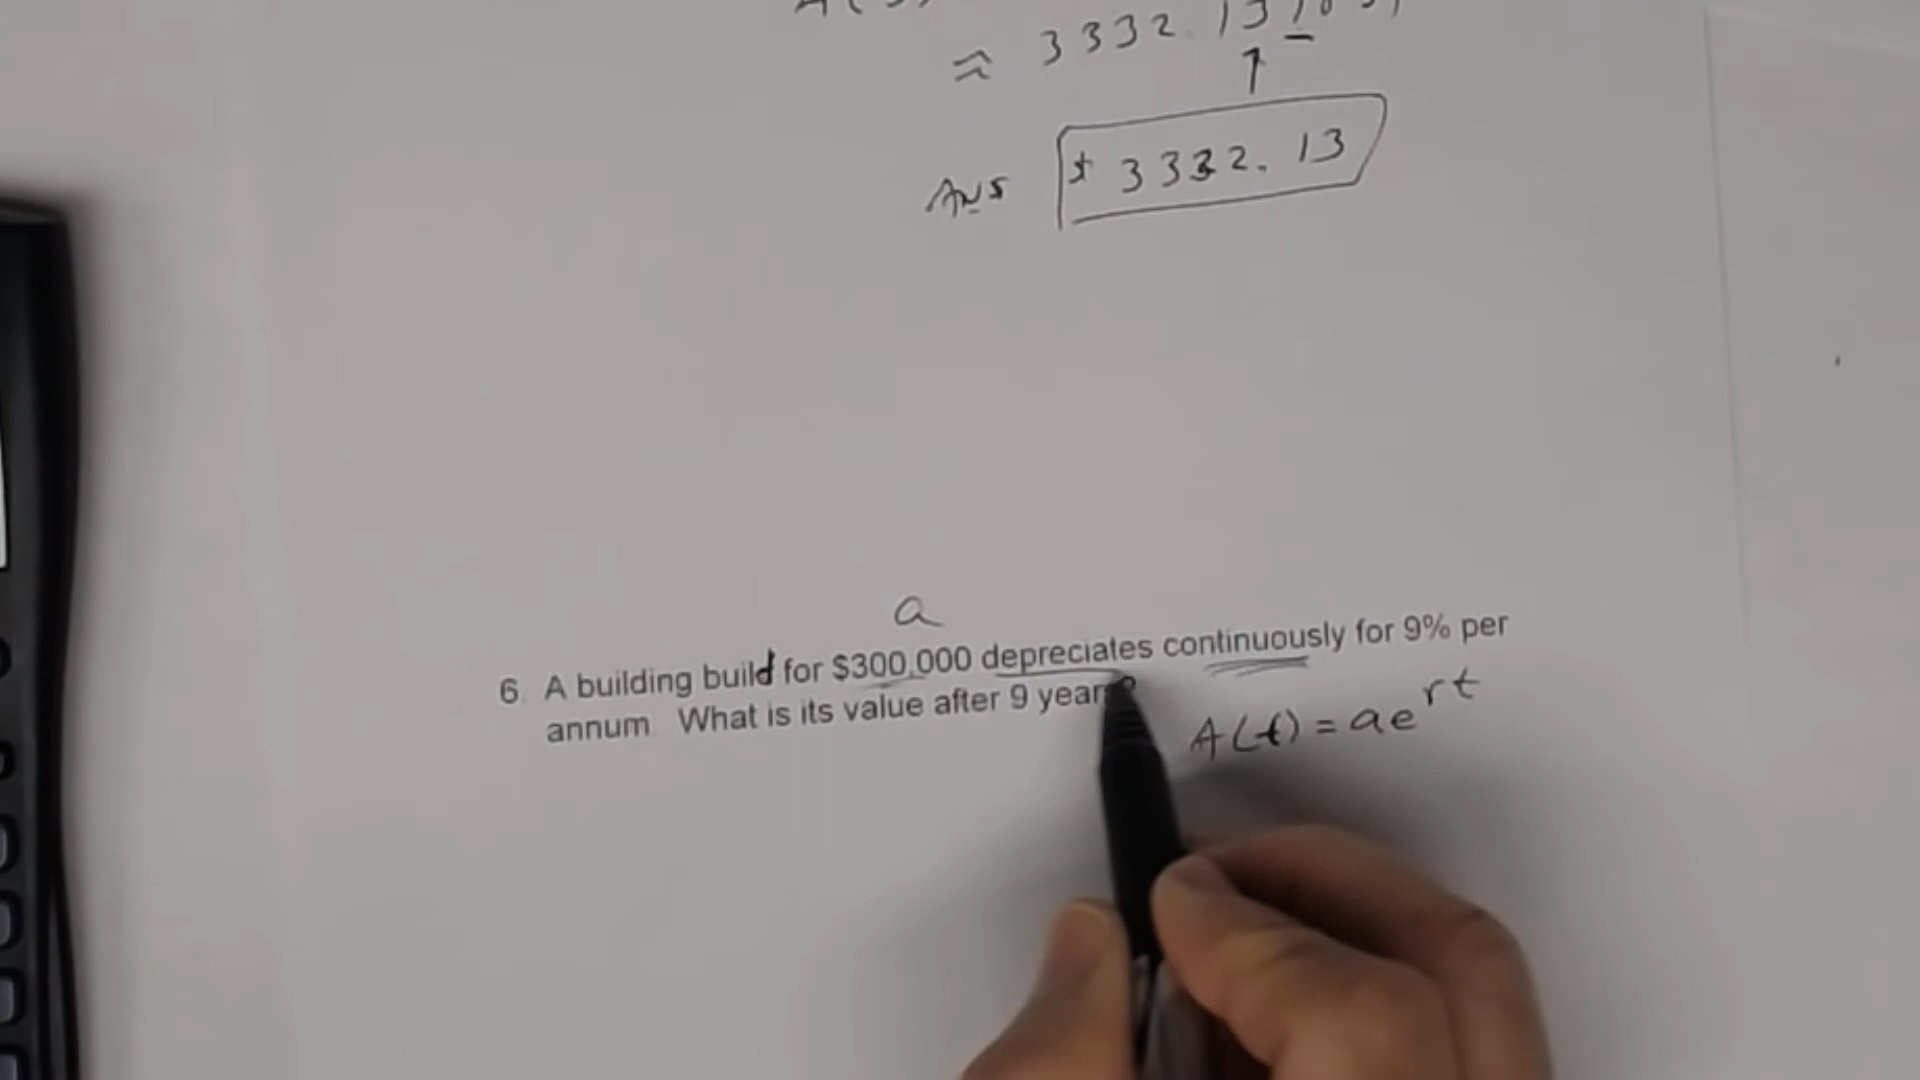 ≈ 3332.13
↑
Ans $ 3332.13
a
6. A building build for $300,000 depreciates continuously for 9% per
annum. What is its value after 9 years?
A(t) = ae^rt